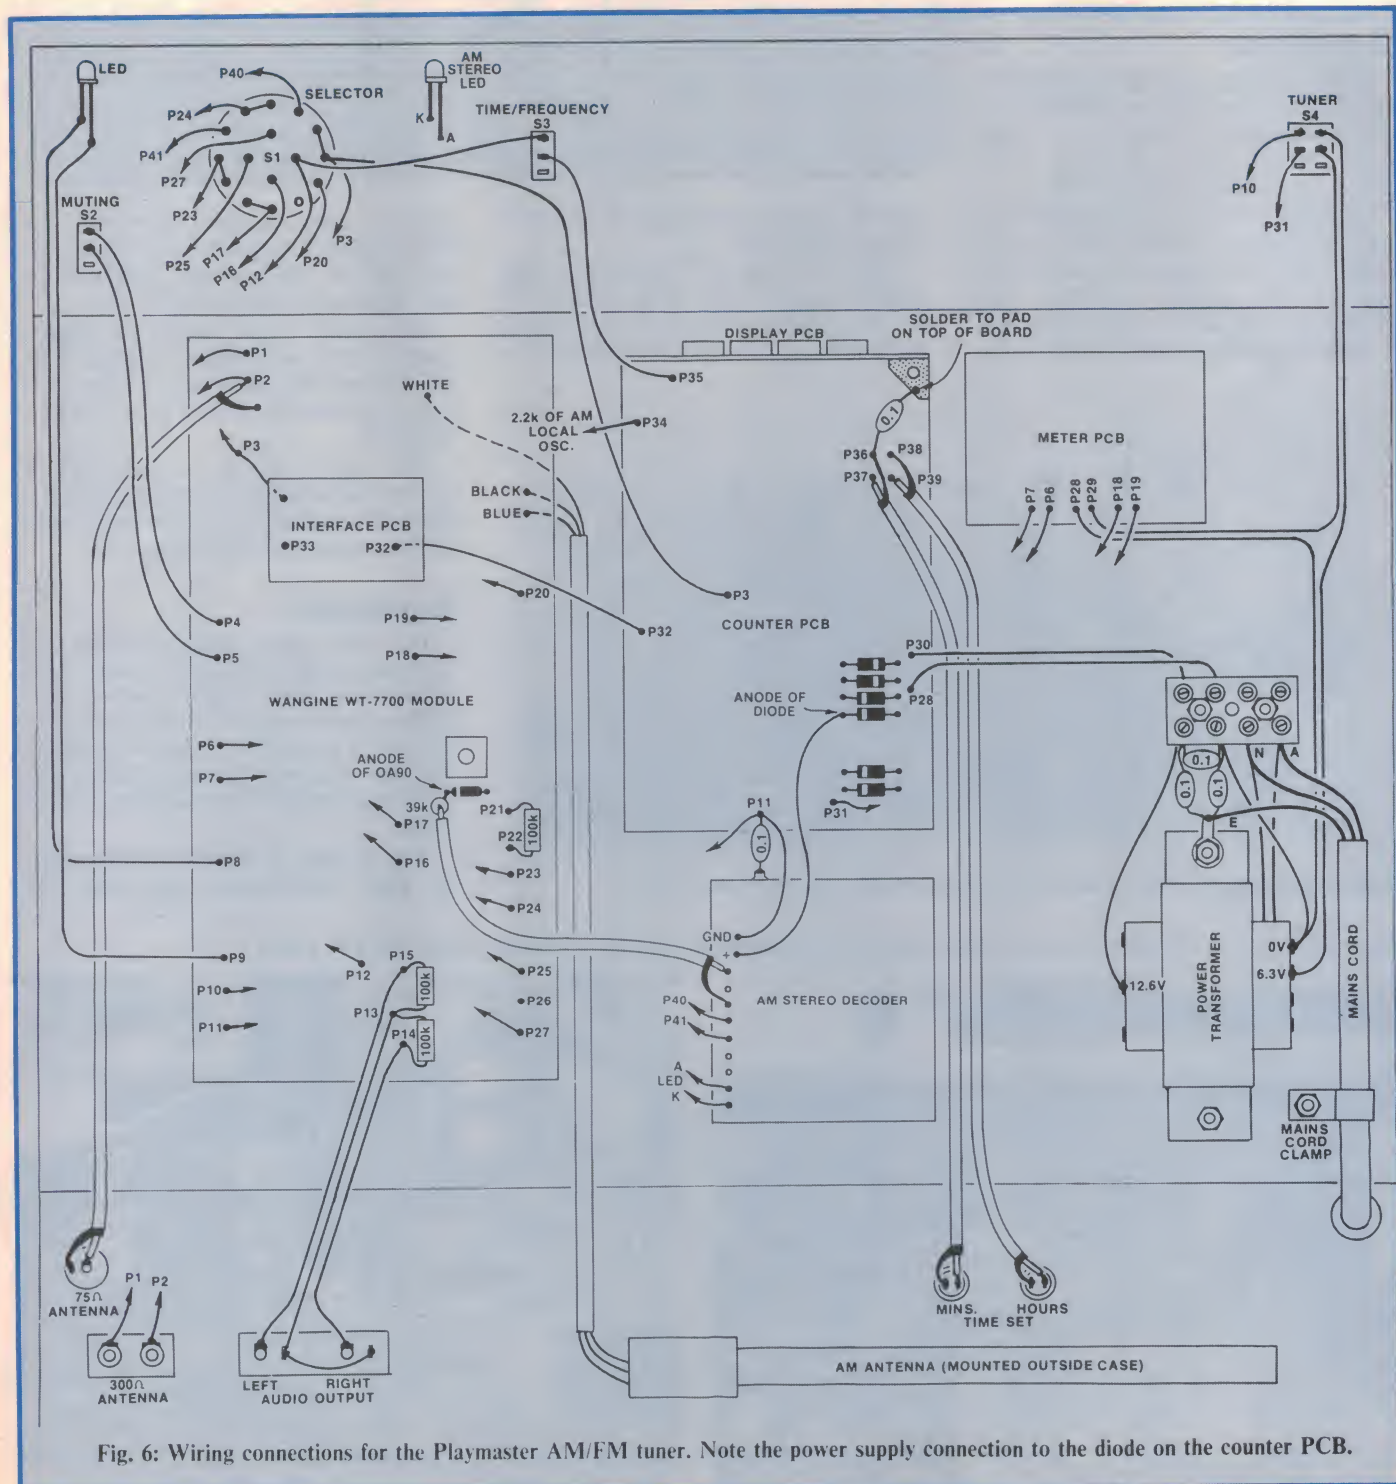 LED
P40
SELECTOR
AM
STEREO
LED
K
A
TIME/FREQUENCY
S3
TUNER
S4
P24
P41
S1
P27
P10
P23
P31
MUTING
S2
P25
P17
P16
P12
P20
P3
P1
P2
WHITE
P3
DISPLAY PCB
SOLDER TO PAD
ON TOP OF BOARD
P35
2.2k OF AM
LOCAL
OSC.
P34
0.1
METER PCB
P36
P38
P37
P39
P7
P6
P28
P29
P18
P19
BLACK
BLUE
INTERFACE PCB
P33
P32
P20
P3
P4
P19
P32
COUNTER PCB
P5
P18
P30
WANGINE WT-7700 MODULE
ANODE OF
DIODE
P28
P6
ANODE
OF OA90
P7
N
A
0.1
0.1
0.1
39k
P17
P21
P22
100k
P11
P31
E
0.1
P8
P16
P23
P24
GND
+
P9
P15
P12
P25
0V
6.3V
12.6V
POWER
TRANSFORMER
MAINS CORD
P10
100k
P26
P40
AM STEREO DECODER
P13
P41
P11
P14
100k
P27
A
LED
K
MAINS
CORD
CLAMP
75Ω
ANTENNA
P1
P2
300Ω
ANTENNA
LEFT
RIGHT
AUDIO OUTPUT
MINS.
HOURS
TIME SET
AM ANTENNA (MOUNTED OUTSIDE CASE)
Fig. 6: Wiring connections for the Playmaster AM/FM tuner. Note the power supply connection to the diode on the counter PCB.